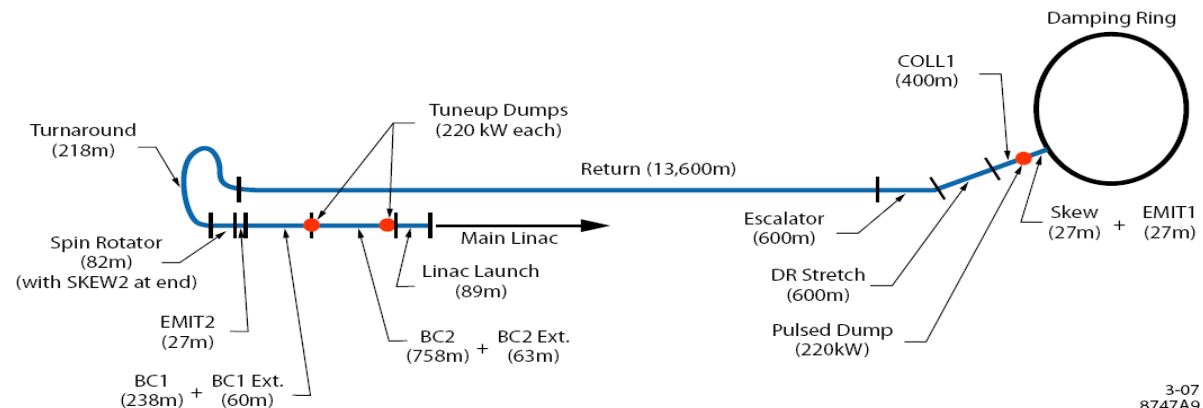 Damping Ring
COLL1
(400m)
Tuneup Dumps
(220 kW each)
Turnaround
(218m)
Return (13,600m)
Escalator
(600m)
Skew + EMIT1
(27m) (27m)
Spin Rotator
(82m)
(with SKEW2 at end)
Main Linac
Linac Launch
(89m)
DR Stretch
(600m)
EMIT2
(27m)
BC2 + BC2 Ext.
(758m) (63m)
Pulsed Dump
(220kW)
BC1 + BC1 Ext.
(238m) (60m)
3-07
8747A9